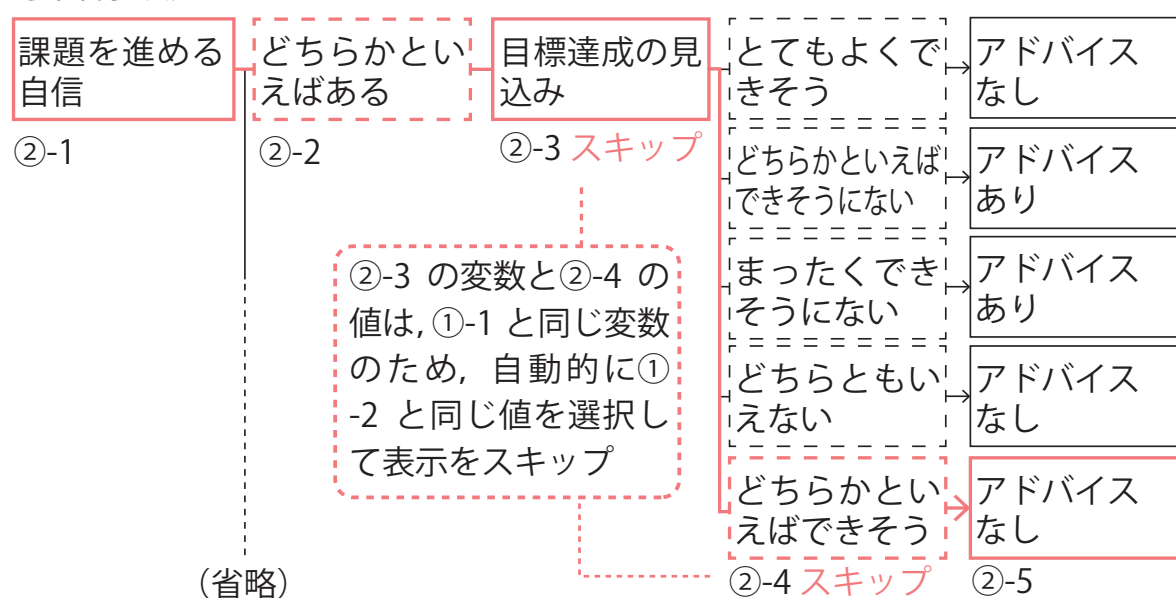 課題を進める
自信
②-1
どちらかとい
えばある
②-2
目標達成の見
込み
②-3 スキップ
②-3 の変数と②-4 の
値は, ①-1 と同じ変数
のため, 自動的に①
-2 と同じ値を選択し
て表示をスキップ
とてもよくで
きそう
アドバイス
なし
どちらかといえば
できそうにない
アドバイス
あり
まったくでき
そうにない
アドバイス
あり
どちらともい
えない
アドバイス
なし
どちらかとい
えばできそう
②-4 スキップ
アドバイス
なし
②-5
（省略）